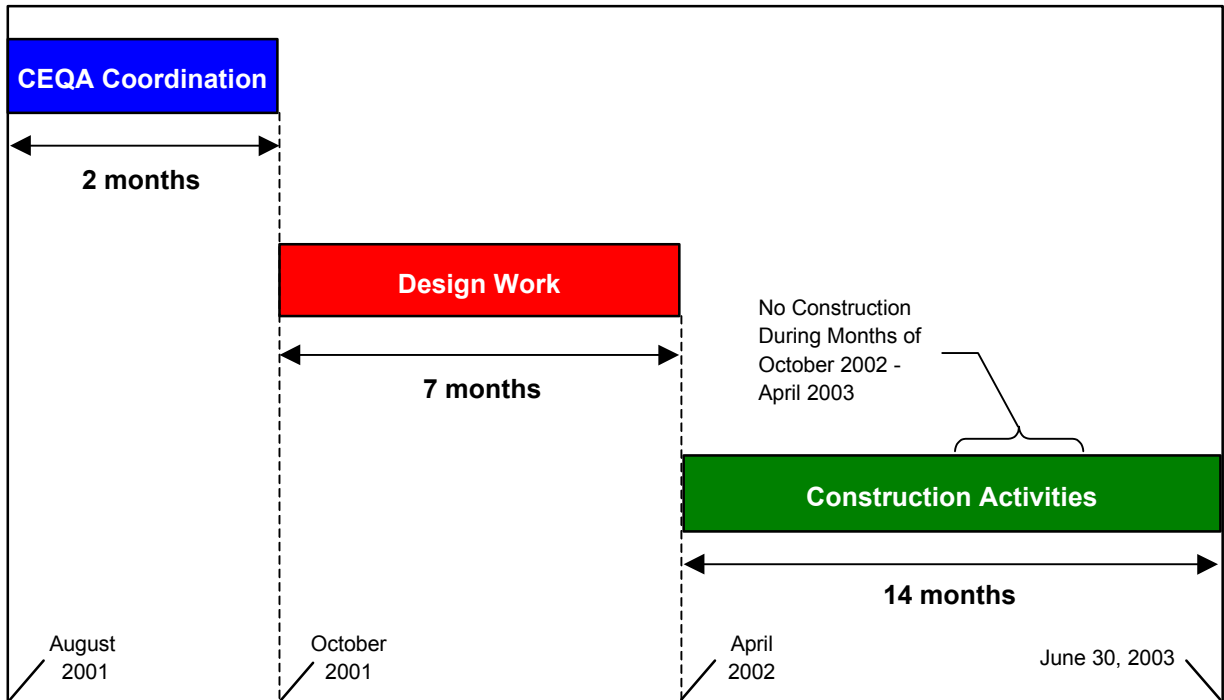 CEQA Coordination
2 months
Design Work
7 months
No Construction
During Months of
October 2002 -
April 2003
Construction Activities
14 months
August
2001
October
2001
April
2002
June 30, 2003